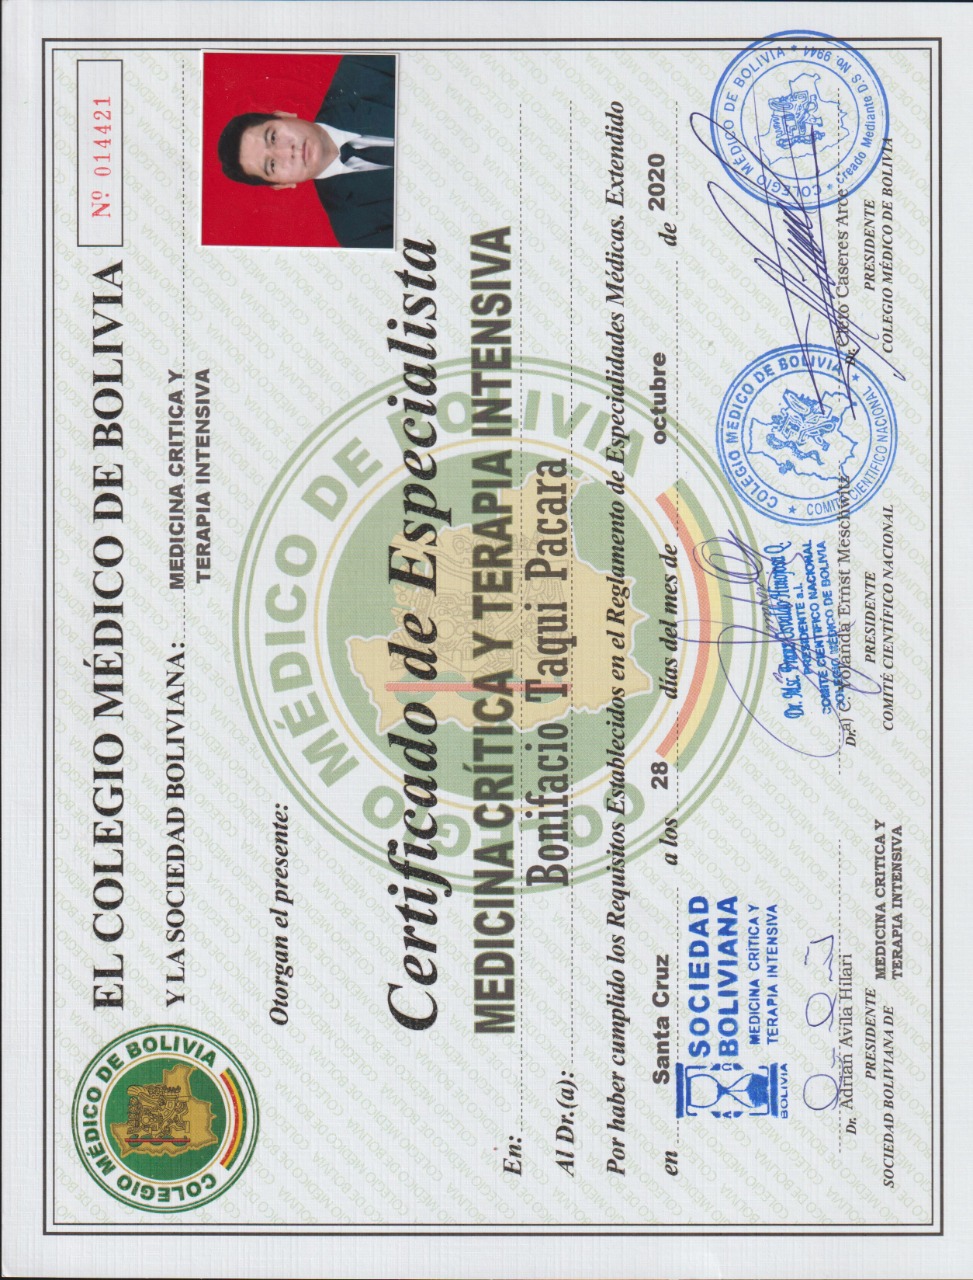 Nº 014421
EL COLEGIO MÉDICO DE BOLIVIA
COLEGIO MÉDICO DE BOLIVIA
Y LA SOCIEDAD BOLIVIANA: MEDICINA CRITICA Y
TERAPIA INTENSIVA
Otorgan el presente:
Certificado de Especialista
En: MEDICINA CRÍTICA Y TERAPIA INTENSIVA
Al Dr.(a): Bonifacio Taqui Pacara
Por haber cumplido los Requisitos Establecidos en el Reglamento de Especialidades Médicas. Extendido
en Santa Cruz a los 28 días del mes de octubre de 2020
COLEGIO MÉDICO DE BOLIVIA
SOCIEDAD
BOLIVIANA
MEDICINA CRÍTICA Y
TERAPIA INTENSIVA
BOLIVIA
PRESIDENTE a.i.
COMITÉ CIENTÍFICO NACIONAL
COLEGIO MÉDICO DE BOLIVIA
COLEGIO MÉDICO DE BOLIVIA
COMITÉ CIENTÍFICO NACIONAL
COLEGIO MÉDICO DE BOLIVIA
Creado Mediante D.S. No. 9944
Dr. Adrián Avila Hilari
PRESIDENTE
SOCIEDAD BOLIVIANA DE MEDICINA CRITICA Y
TERAPIA INTENSIVA
Dr.a) C. Yolanda Ernst Meschwitz
PRESIDENTE
COMITÉ CIENTÍFICO NACIONAL
Dr. Cleto Caseres Arce
PRESIDENTE
COLEGIO MÉDICO DE BOLIVIA